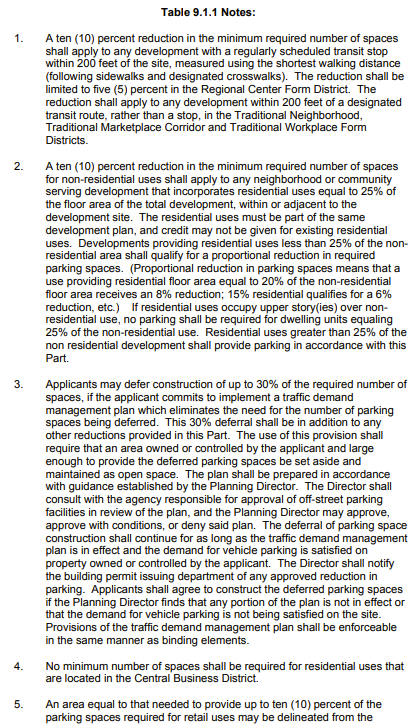 Table 9.1.1 Notes:
1. A ten (10) percent reduction in the minimum required number of spaces
shall apply to any development with a regularly scheduled transit stop
within 200 feet of the site, measured using the shortest walking distance
(following sidewalks and designated crosswalks). The reduction shall be
limited to five (5) percent in the Regional Center Form District. The
reduction shall apply to any development within 200 feet of a designated
transit route, rather than a stop, in the Traditional Neighborhood,
Traditional Marketplace Corridor and Traditional Workplace Form
Districts.
2. A ten (10) percent reduction in the minimum required number of spaces
for non-residential uses shall apply to any neighborhood or community
serving development that incorporates residential uses equal to 25% of
the floor area of the total development, within or adjacent to the
development site. The residential uses must be part of the same
development plan, and credit may not be given for existing residential
uses. Developments providing residential uses less than 25% of the non-
residential area shall qualify for a proportional reduction in required
parking spaces. (Proportional reduction in parking spaces means that a
use providing residential floor area equal to 20% of the non-residential
floor area receives an 8% reduction; 15% residential qualifies for a 6%
reduction, etc.) If residential uses occupy upper story(ies) over non-
residential use, no parking shall be required for dwelling units equaling
25% of the non-residential use. Residential uses greater than 25% of the
non residential development shall provide parking in accordance with this
Part.
3. Applicants may defer construction of up to 30% of the required number of
spaces, if the applicant commits to implement a traffic demand
management plan which eliminates the need for the number of parking
spaces being deferred. This 30% deferral shall be in addition to any
other reductions provided in this Part. The use of this provision shall
require that an area owned or controlled by the applicant and large
enough to provide the deferred parking spaces be set aside and
maintained as open space. The plan shall be prepared in accordance
with guidance established by the Planning Director. The Director shall
consult with the agency responsible for approval of off-street parking
facilities in review of the plan, and the Planning Director may approve,
approve with conditions, or deny said plan. The deferral of parking space
construction shall continue for as long as the traffic demand management
plan is in effect and the demand for vehicle parking is satisfied on
property owned or controlled by the applicant. The Director shall notify
the building permit issuing department of any approved reduction in
parking. Applicants shall agree to construct the deferred parking spaces
if the Planning Director finds that any portion of the plan is not in effect or
that the demand for vehicle parking is not being satisfied on the site.
Provisions of the traffic demand management plan shall be enforceable
in the same manner as binding elements.
4. No minimum number of spaces shall be required for residential uses that
are located in the Central Business District.
5. An area equal to that needed to provide up to ten (10) percent of the
parking spaces required for retail uses may be delineated from the